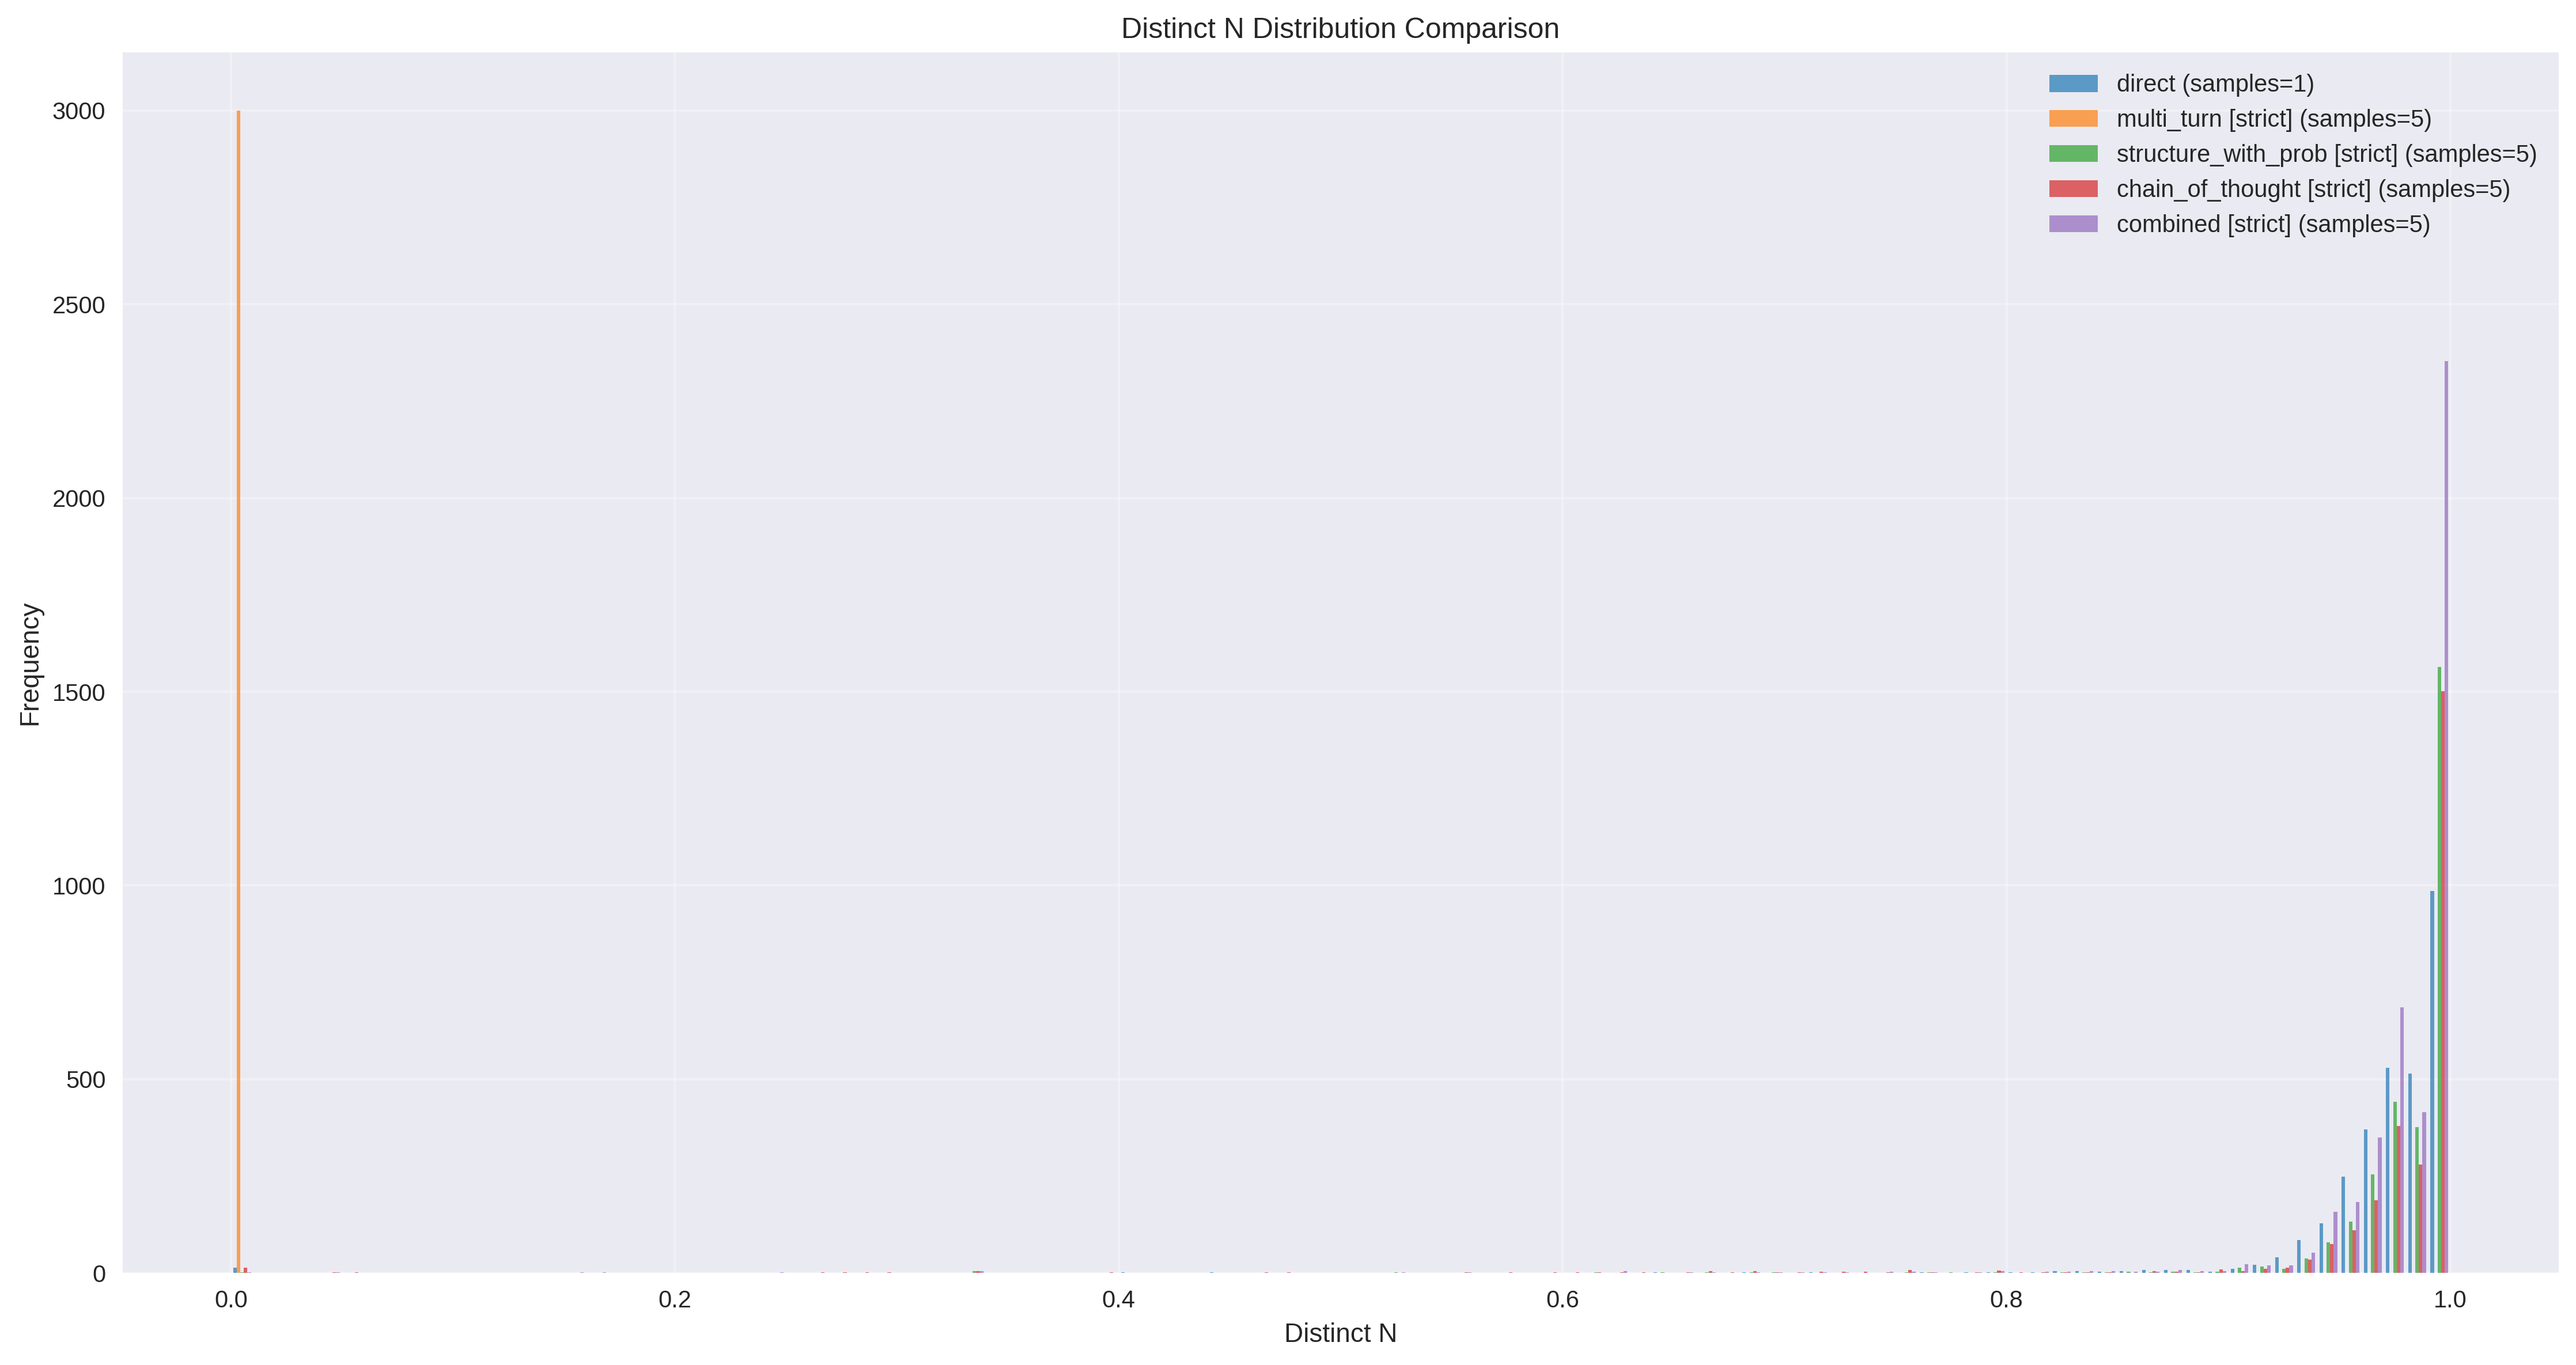 Distinct N Distribution Comparison
direct (samples=1)
multi_turn [strict] (samples=5)
structure_with_prob [strict] (samples=5)
chain_of_thought [strict] (samples=5)
combined [strict] (samples=5)
Frequency
3000
2500
2000
1500
1000
500
0
0.0 0.2 0.4 0.6 0.8 1.0
Distinct N